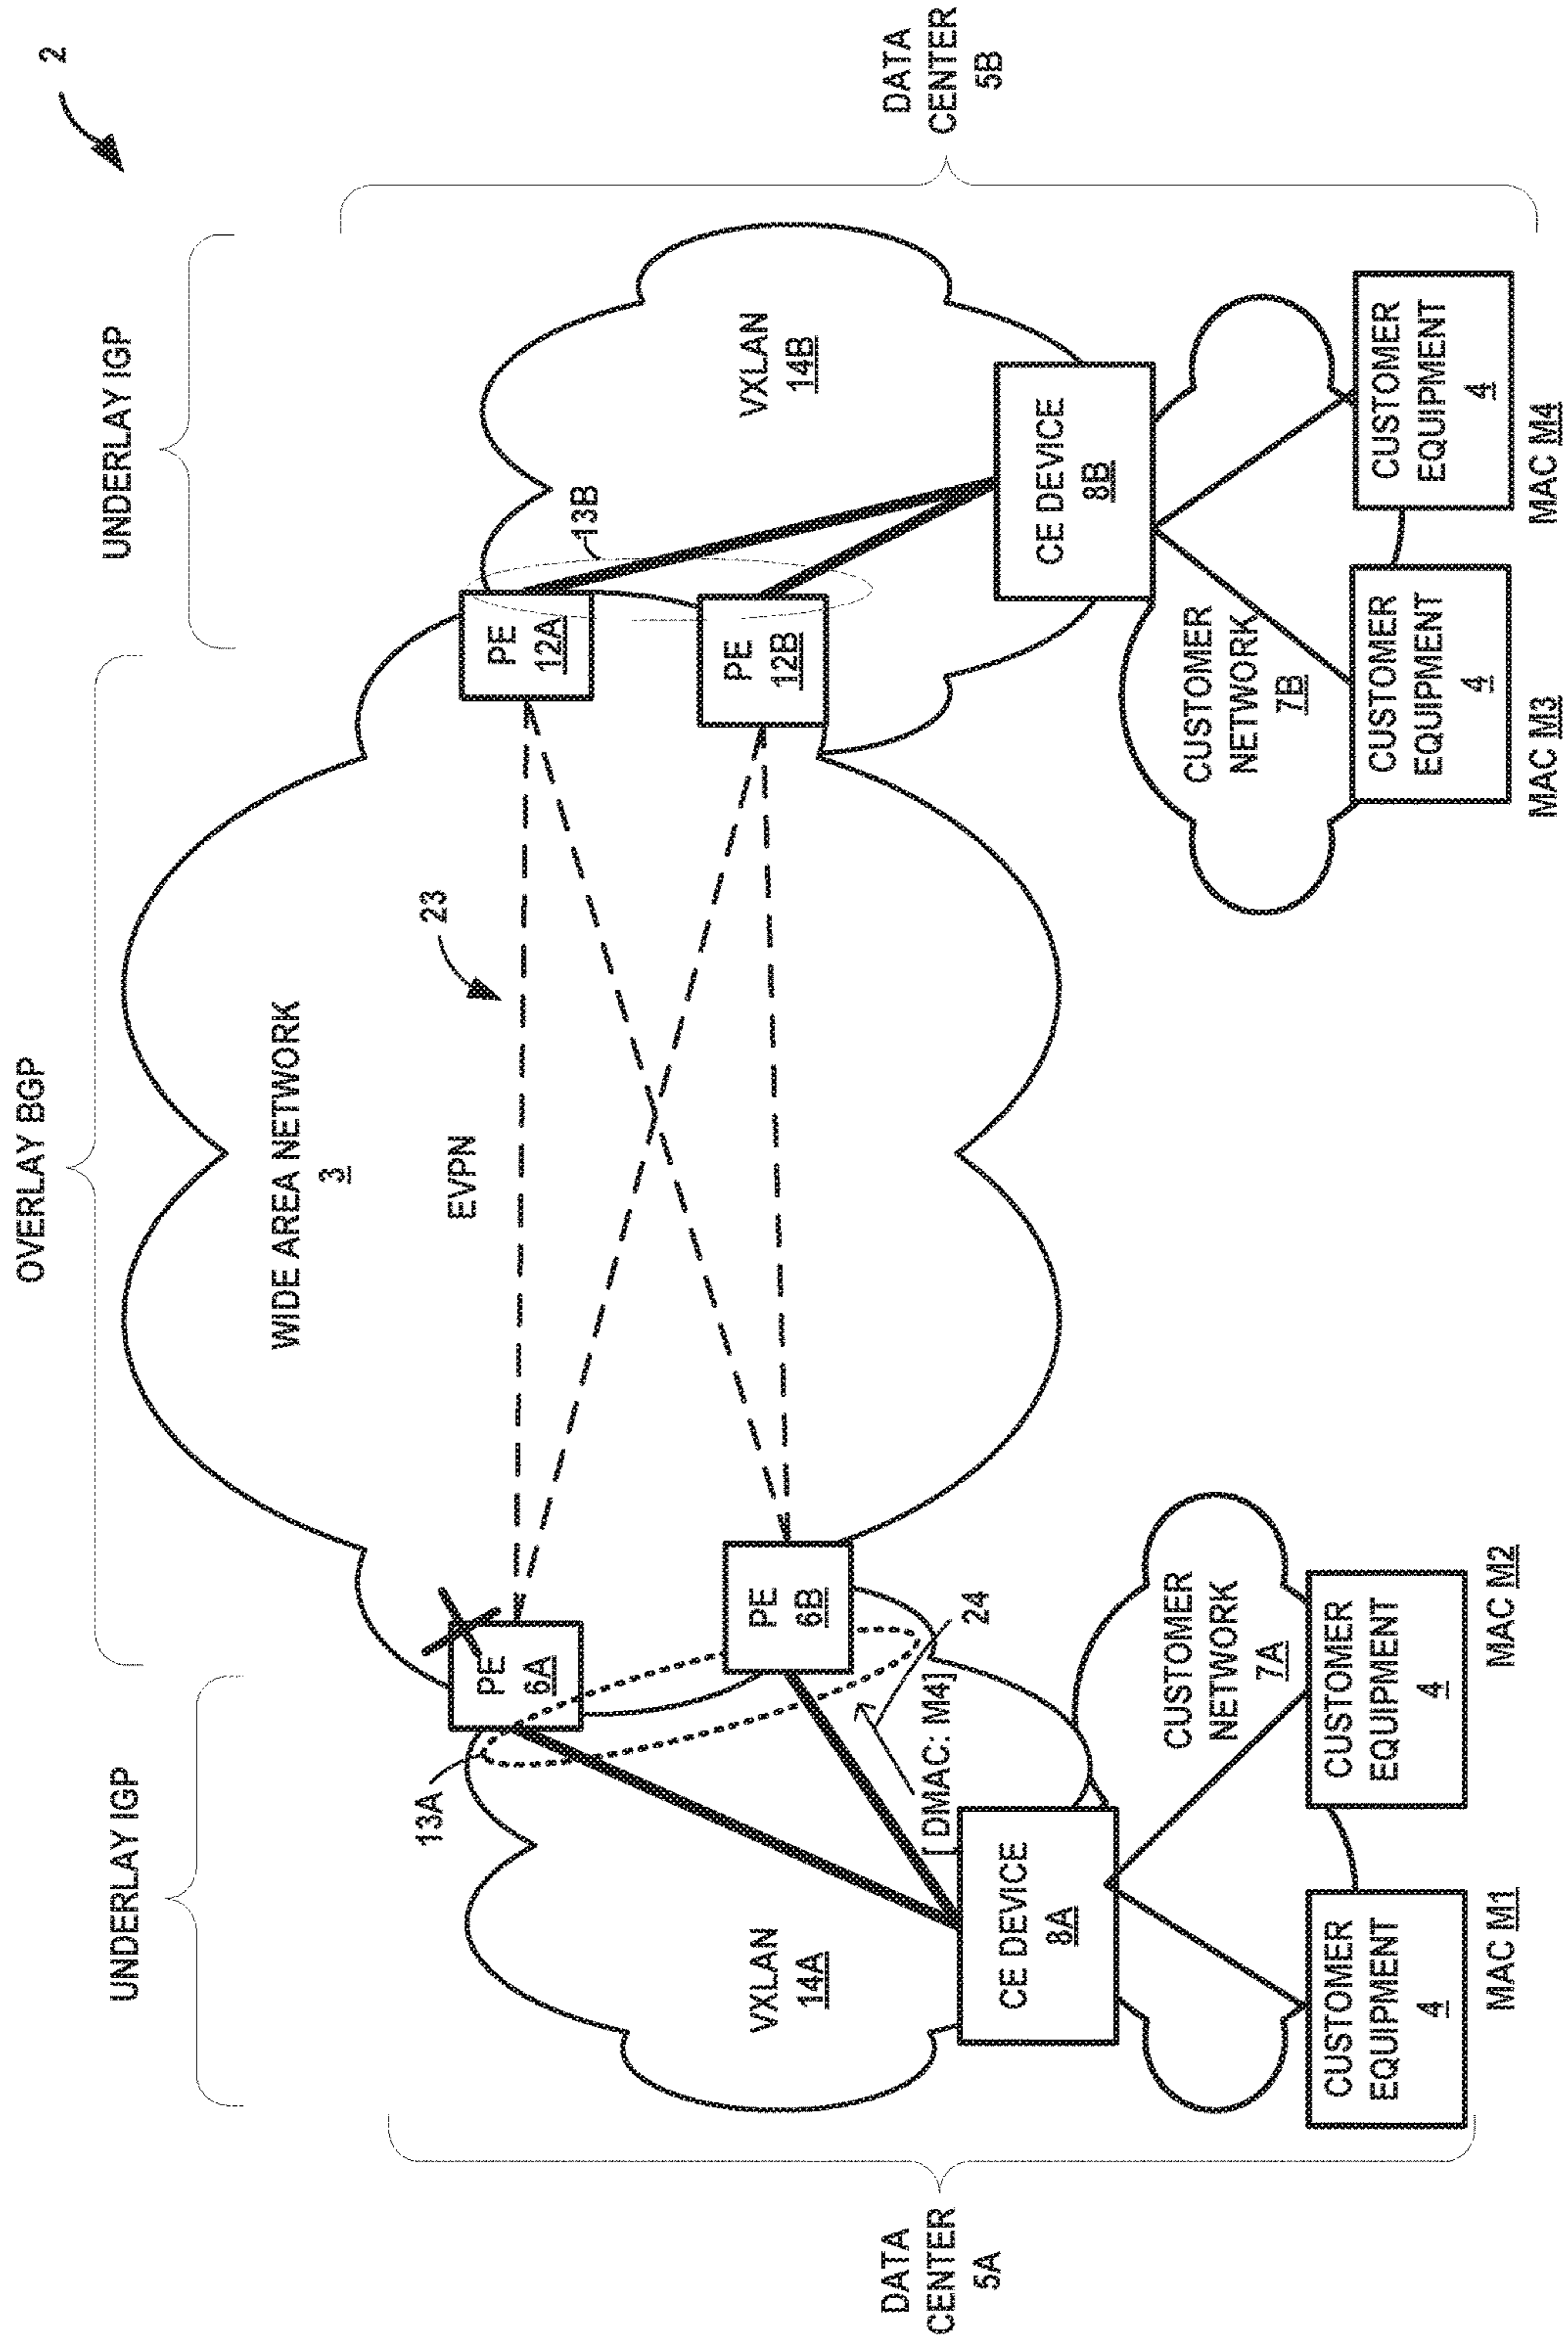 2
OVERLAY BGP
UNDERLAY IGP
UNDERLAY IGP
WIDE AREA NETWORK
3
EVPN
23
13A
PE
6A
PE
12A
13B
PE
6B
PE
12B
VXLAN
14A
VXLAN
14B
24
[ DMAC: M4]
DATA
CENTER
5A
DATA
CENTER
5B
CE DEVICE
8A
CE DEVICE
8B
CUSTOMER
NETWORK
7A
CUSTOMER
NETWORK
7B
CUSTOMER
EQUIPMENT
4
CUSTOMER
EQUIPMENT
4
CUSTOMER
EQUIPMENT
4
CUSTOMER
EQUIPMENT
4
MAC M1
MAC M2
MAC M3
MAC M4